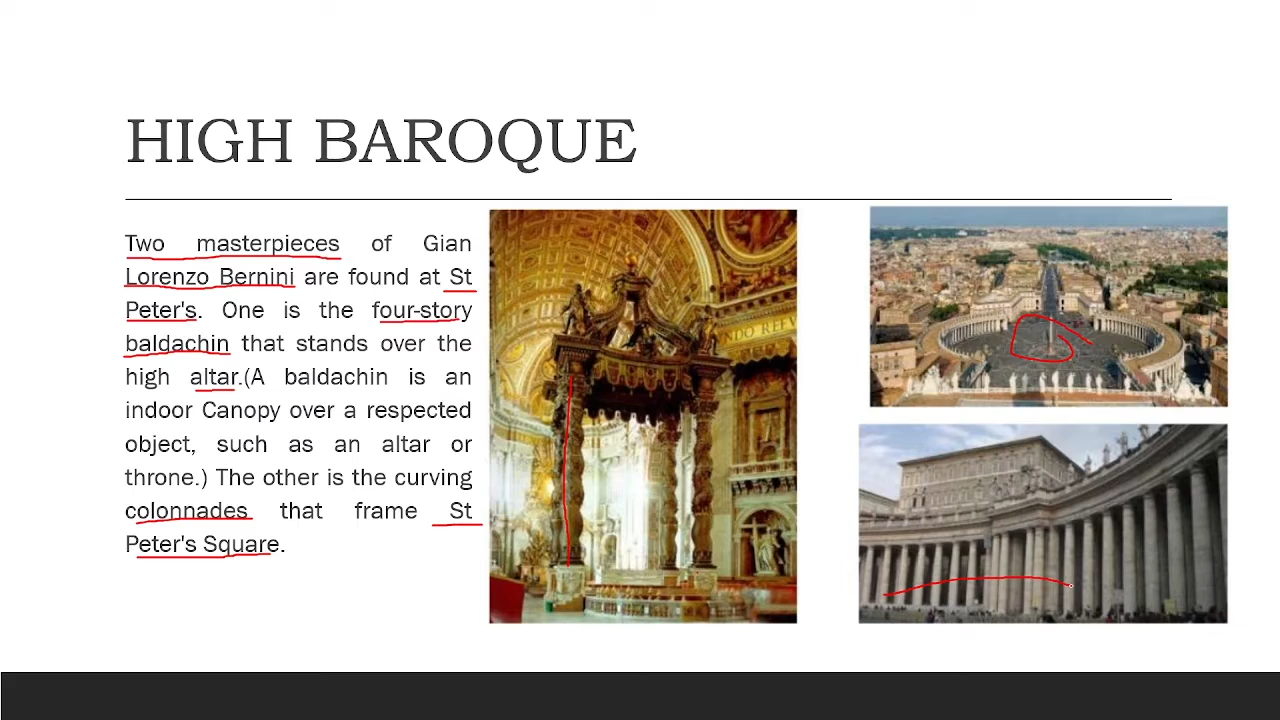 HIGH BAROQUE
Two masterpieces of Gian
Lorenzo Bernini are found at St
Peter's. One is the four-story
baldachin that stands over the
high altar.(A baldachin is an
indoor Canopy over a respected
object, such as an altar or
throne.) The other is the curving
colonnades that frame St
Peter's Square.
NDO REFV